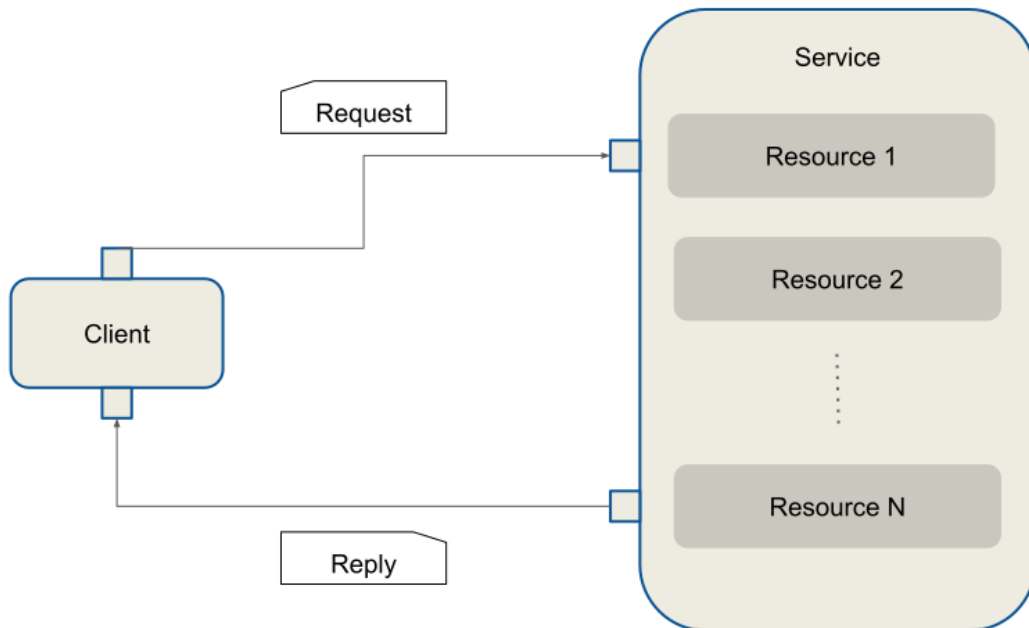 Service
Request
Resource 1
Resource 2
Client
Resource N
Reply